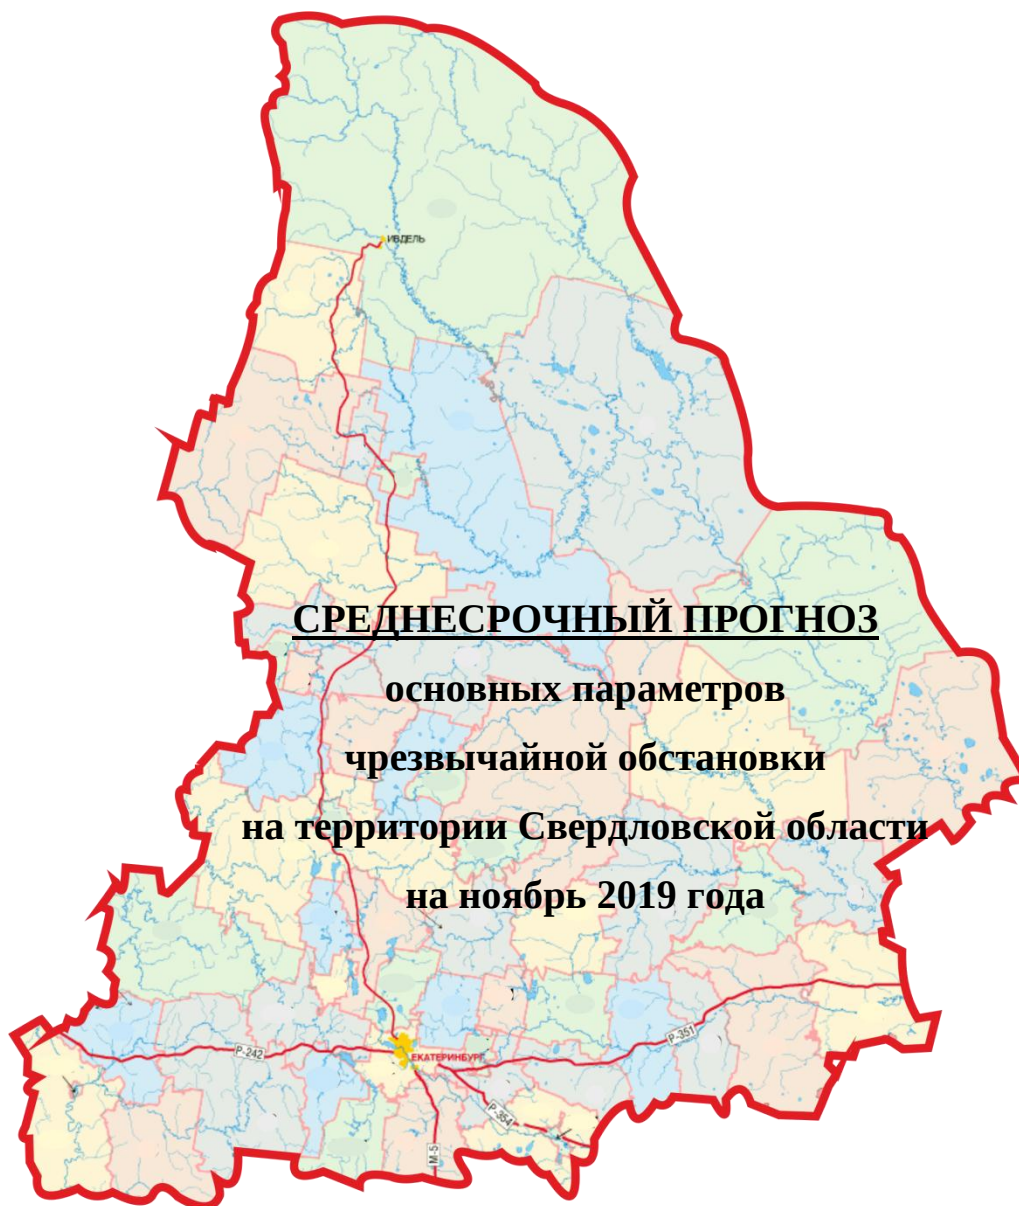 ИВДЕЛЬ
СРЕДНЕСРОЧНЫЙ ПРОГНОЗ
основных параметров
чрезвычайной обстановки
на территории Свердловской области
на ноябрь 2019 года
Р-351
Р-242
ЕКАТЕРИНБУРГ
Р-354
М-5